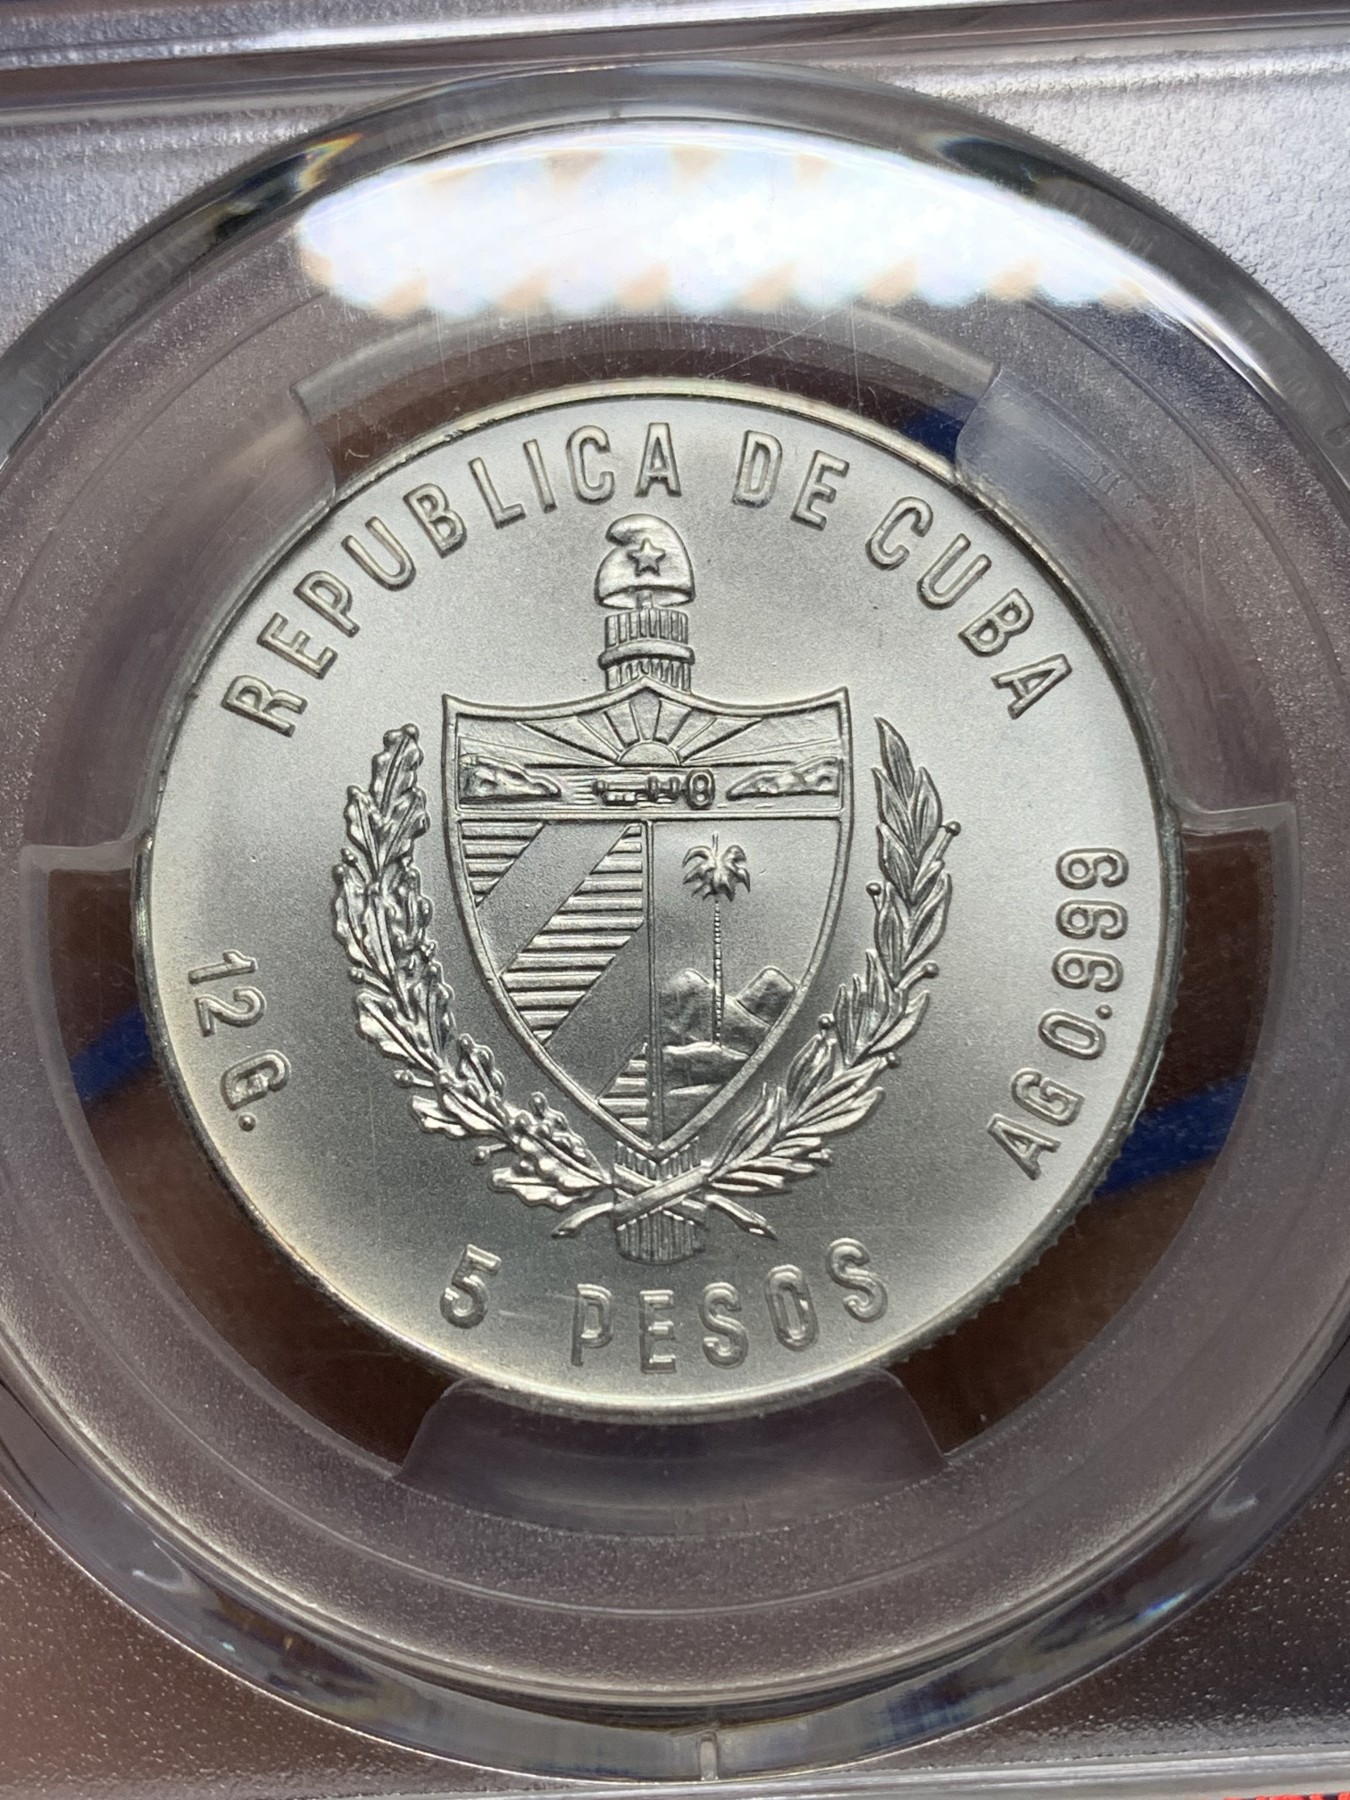 REPUBLICA DE CUBA
12 G.
AG 0.999
5 PESOS